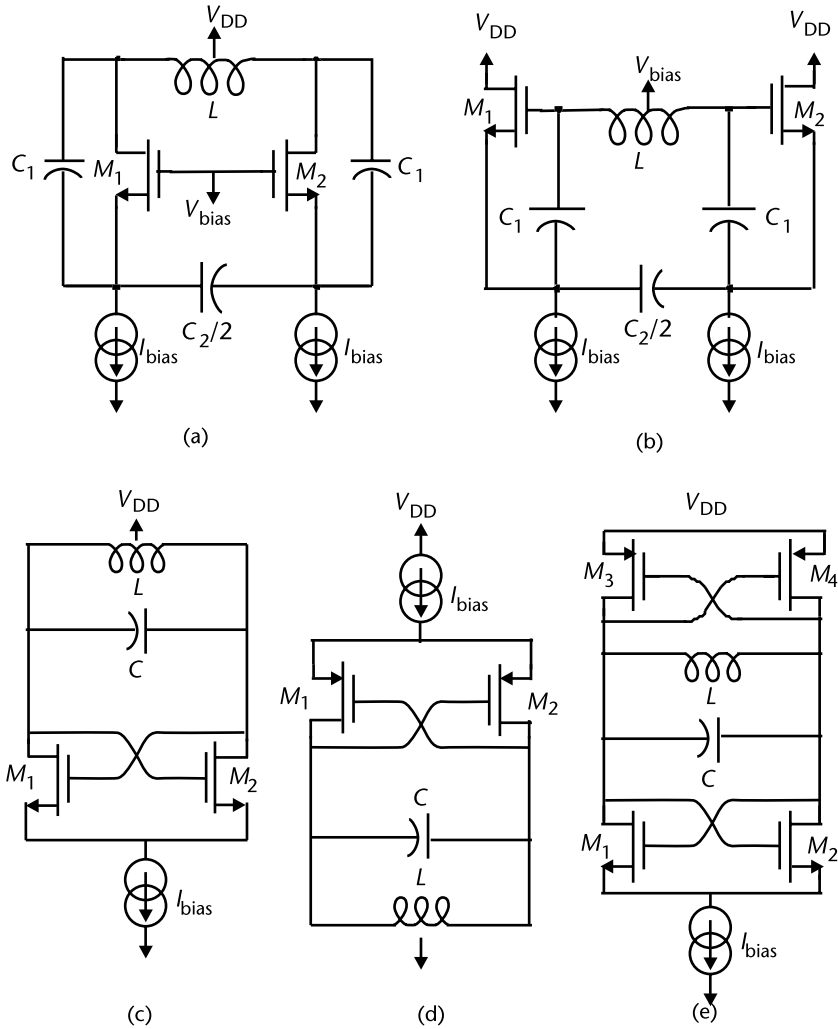 V_DD
L
C_1
M_1
M_2
C_1
V_bias
C_2/2
I_bias
I_bias
(a)
V_DD
V_DD
V_bias
M_1
M_2
L
C_1
C_1
C_2/2
I_bias
I_bias
(b)
V_DD
L
C
M_1
M_2
I_bias
(c)
V_DD
I_bias
M_1
M_2
C
L
(d)
V_DD
M_3
M_4
L
C
M_1
M_2
I_bias
(e)